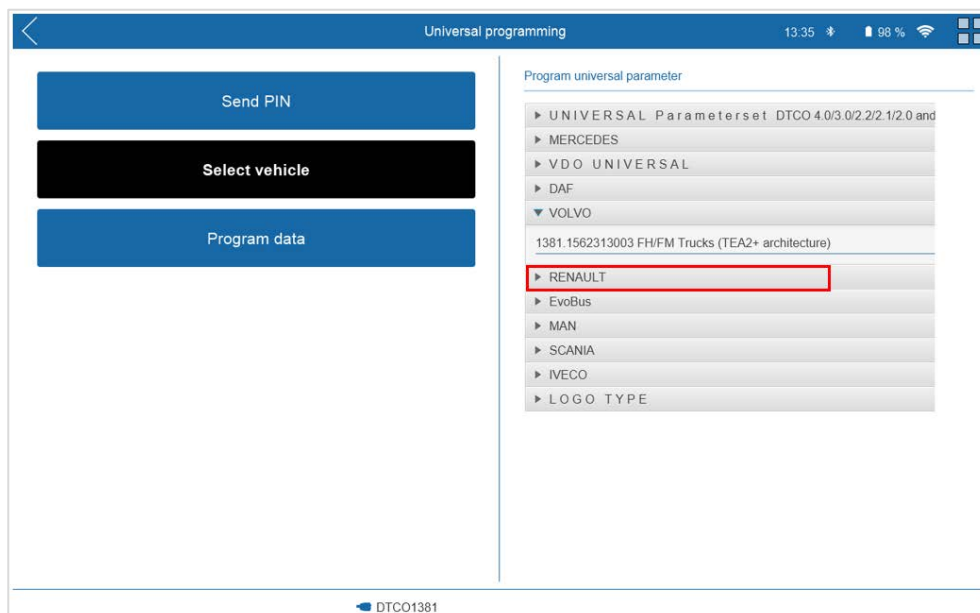 Universal programming
13:35
98 %
Send PIN
Select vehicle
Program data
Program universal parameter
UNIVERSAL Parameterset DTCO 4.0/3.0/2.2/2.1/2.0 and
MERCEDES
VDO UNIVERSAL
DAF
VOLVO
1381.1562313003 FH/FM Trucks (TEA2+ architecture)
RENAULT
EvoBus
MAN
SCANIA
IVECO
LOGO TYPE
DTCO1381